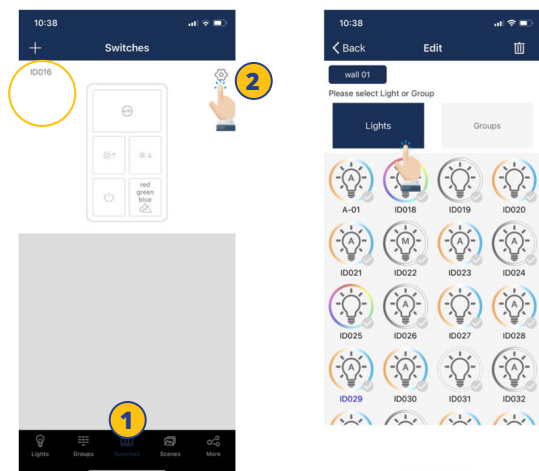 10:38
Switches
ID016
2
AUTO
red
green
blue
1
Lights Groups Switches Scenes More
10:38
Back Edit
wall 01
Please select Light or Group
Lights Groups
A A
A-01 ID018 ID019 ID020
A M A A
ID021 ID022 ID023 ID024
A A
ID025 ID026 ID027 ID028
A A A
ID029 ID030 ID031 ID032